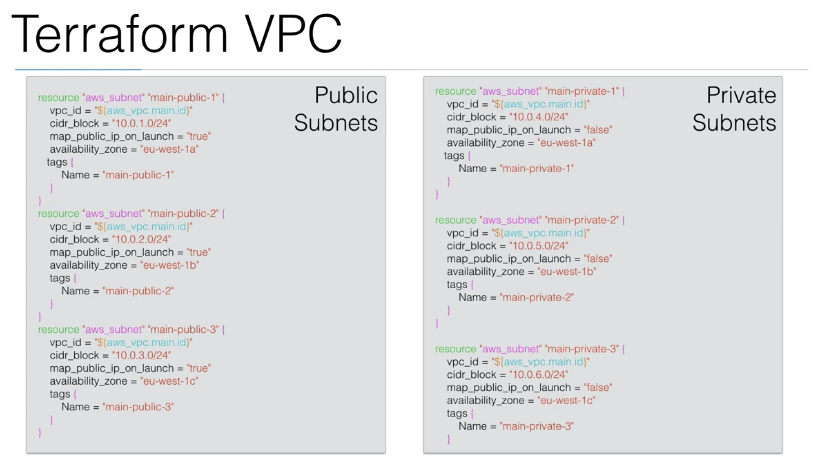 Terraform VPC
Public
Subnets
resource "aws_subnet" "main-public-1" {
vpc_id = "${aws_vpc.main.id}"
cidr_block = "10.0.1.0/24"
map_public_ip_on_launch = "true"
availability_zone = "eu-west-1a"
tags {
Name = "main-public-1"
}
}
resource "aws_subnet" "main-public-2" {
vpc_id = "${aws_vpc.main.id}"
cidr_block = "10.0.2.0/24"
map_public_ip_on_launch = "true"
availability_zone = "eu-west-1b"
tags {
Name = "main-public-2"
}
}
resource "aws_subnet" "main-public-3" {
vpc_id = "${aws_vpc.main.id}"
cidr_block = "10.0.3.0/24"
map_public_ip_on_launch = "true"
availability_zone = "eu-west-1c"
tags {
Name = "main-public-3"
}
}
Private
Subnets
resource "aws_subnet" "main-private-1" {
vpc_id = "${aws_vpc.main.id}"
cidr_block = "10.0.4.0/24"
map_public_ip_on_launch = "false"
availability_zone = "eu-west-1a"
tags {
Name = "main-private-1"
}
}
resource "aws_subnet" "main-private-2" {
vpc_id = "${aws_vpc.main.id}"
cidr_block = "10.0.5.0/24"
map_public_ip_on_launch = "false"
availability_zone = "eu-west-1b"
tags {
Name = "main-private-2"
}
}
resource "aws_subnet" "main-private-3" {
vpc_id = "${aws_vpc.main.id}"
cidr_block = "10.0.6.0/24"
map_public_ip_on_launch = "false"
availability_zone = "eu-west-1c"
tags {
Name = "main-private-3"
}